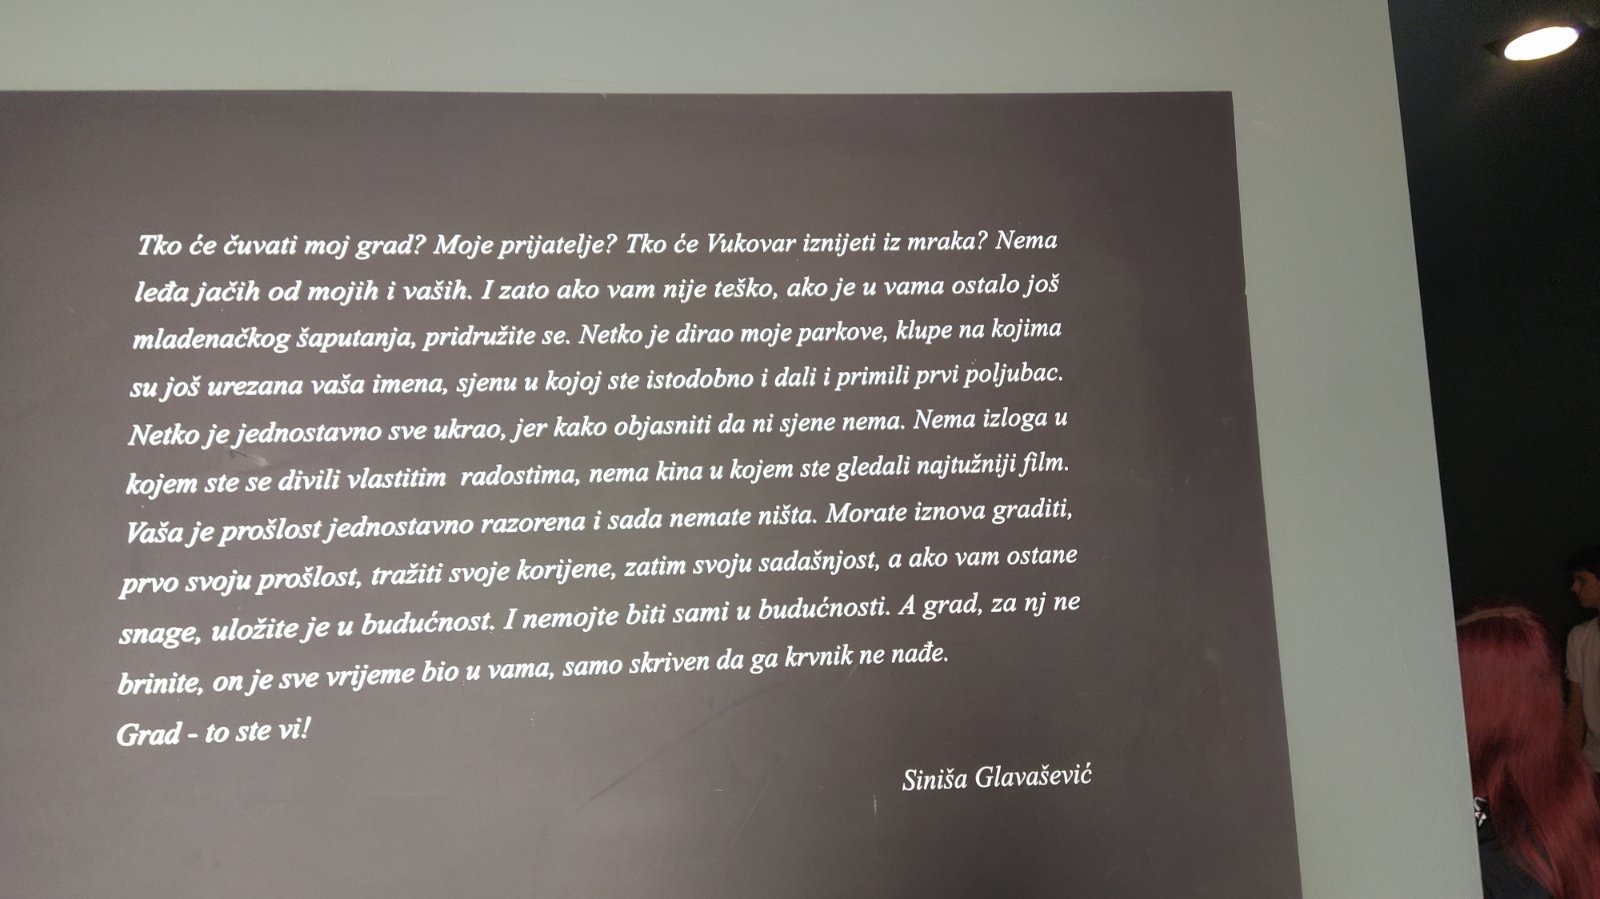 Tko će čuvati moj grad? Moje prijatelje? Tko će Vukovar iznijeti iz mraka? Nema
leđa jačih od mojih i vaših. I zato ako vam nije teško, ako je u vama ostalo još
mladenačkog šaputanja, pridružite se. Netko je dirao moje parkove, klupe na kojima
su još urezana vaša imena, sjenu u kojoj ste istodobno i dali i primili prvi poljubac.
Netko je jednostavno sve ukrao, jer kako objasniti da ni sjene nema. Nema izloga u
kojem ste se divili vlastitim radostima, nema kina u kojem ste gledali najtužniji film.
Vaša je prošlost jednostavno razorena i sada nemate ništa. Morate iznova graditi,
prvo svoju prošlost, tražiti svoje korijene, zatim svoju sadašnjost, a ako vam ostane
snage, uložite je u budućnost. I nemojte biti sami u budućnosti. A grad, za nj ne
brinite, on je sve vrijeme bio u vama, samo skriven da ga krvnik ne nađe.
Grad - to ste vi!
Siniša Glavašević